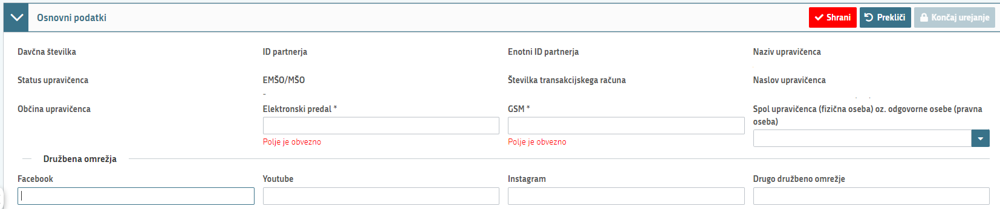 Osnovni podatki
Shrani
Prekliči
Končaj urejanje
Davčna številka
ID partnerja
Enotni ID partnerja
Naziv upravičenca
Status upravičenca
EMŠO/MŠO
Številka transakcijskega računa
Naslov upravičenca
-
Občina upravičenca
Elektronski predal *
GSM *
Spol upravičenca (fizična oseba) oz. odgovorne osebe (pravna
oseba)
Polje je obvezno
Polje je obvezno
Družbena omrežja
Facebook
Youtube
Instagram
Drugo družbeno omrežje